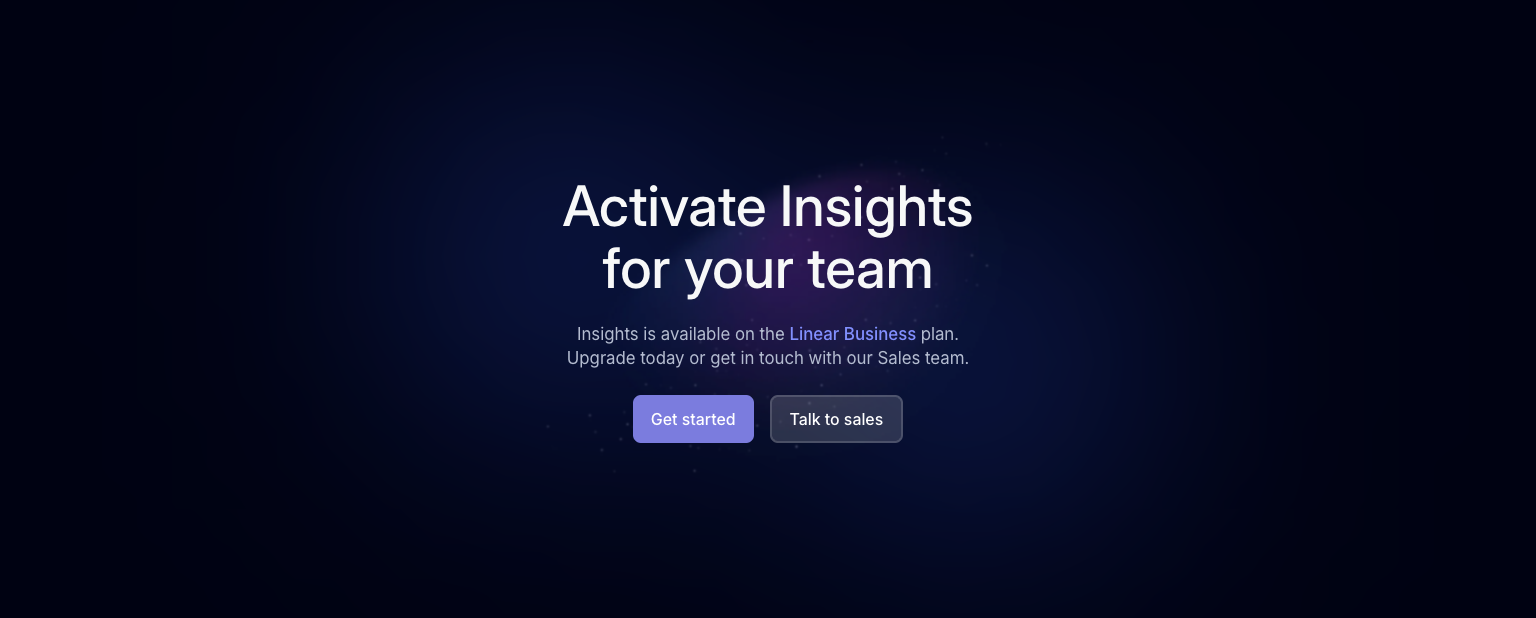 Activate Insights
for your team
Insights is available on the Linear Business plan.
Upgrade today or get in touch with our Sales team.
Get started
Talk to sales